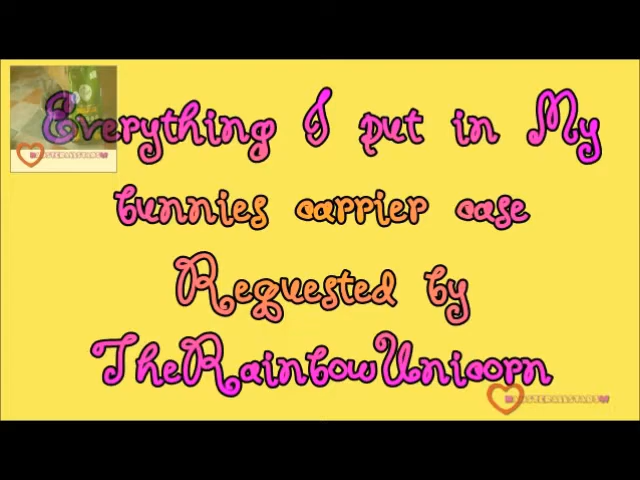 Everything I put in My
bunnies carrier case
Requested by
TheRainbowUnicorn